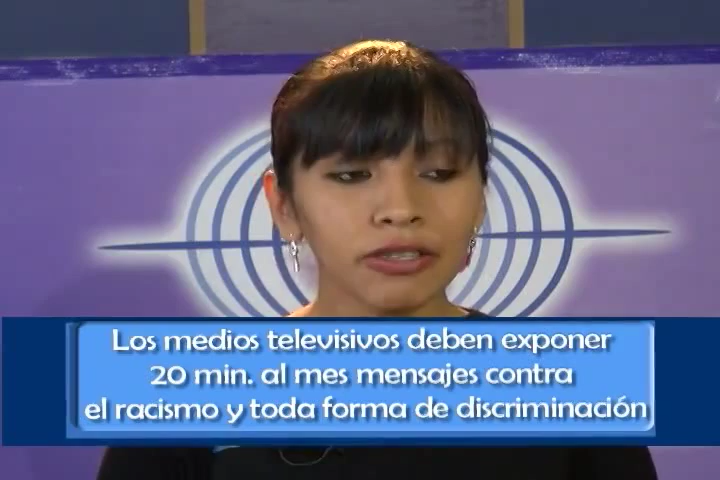 Los medios televisivos deben exponer
20 min. al mes mensajes contra
el racismo y toda forma de discriminación